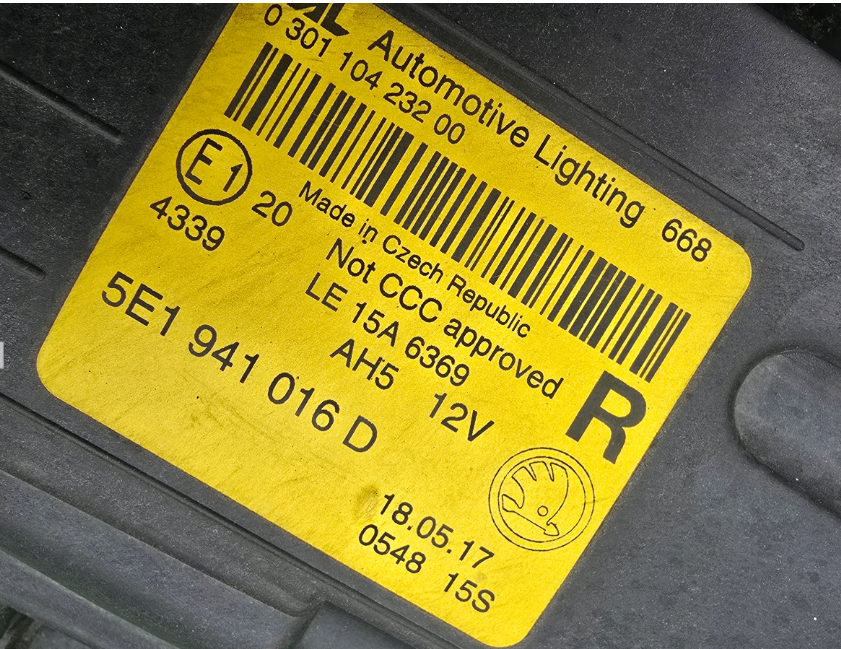 AL Automotive Lighting 668
0 301 104 232 00
E1 20
4339
Made in Czech Republic
Not CCC approved
LE 15A 6369
AH5 12V
R
5E1 941 016 D
18.05.17
0548 15S